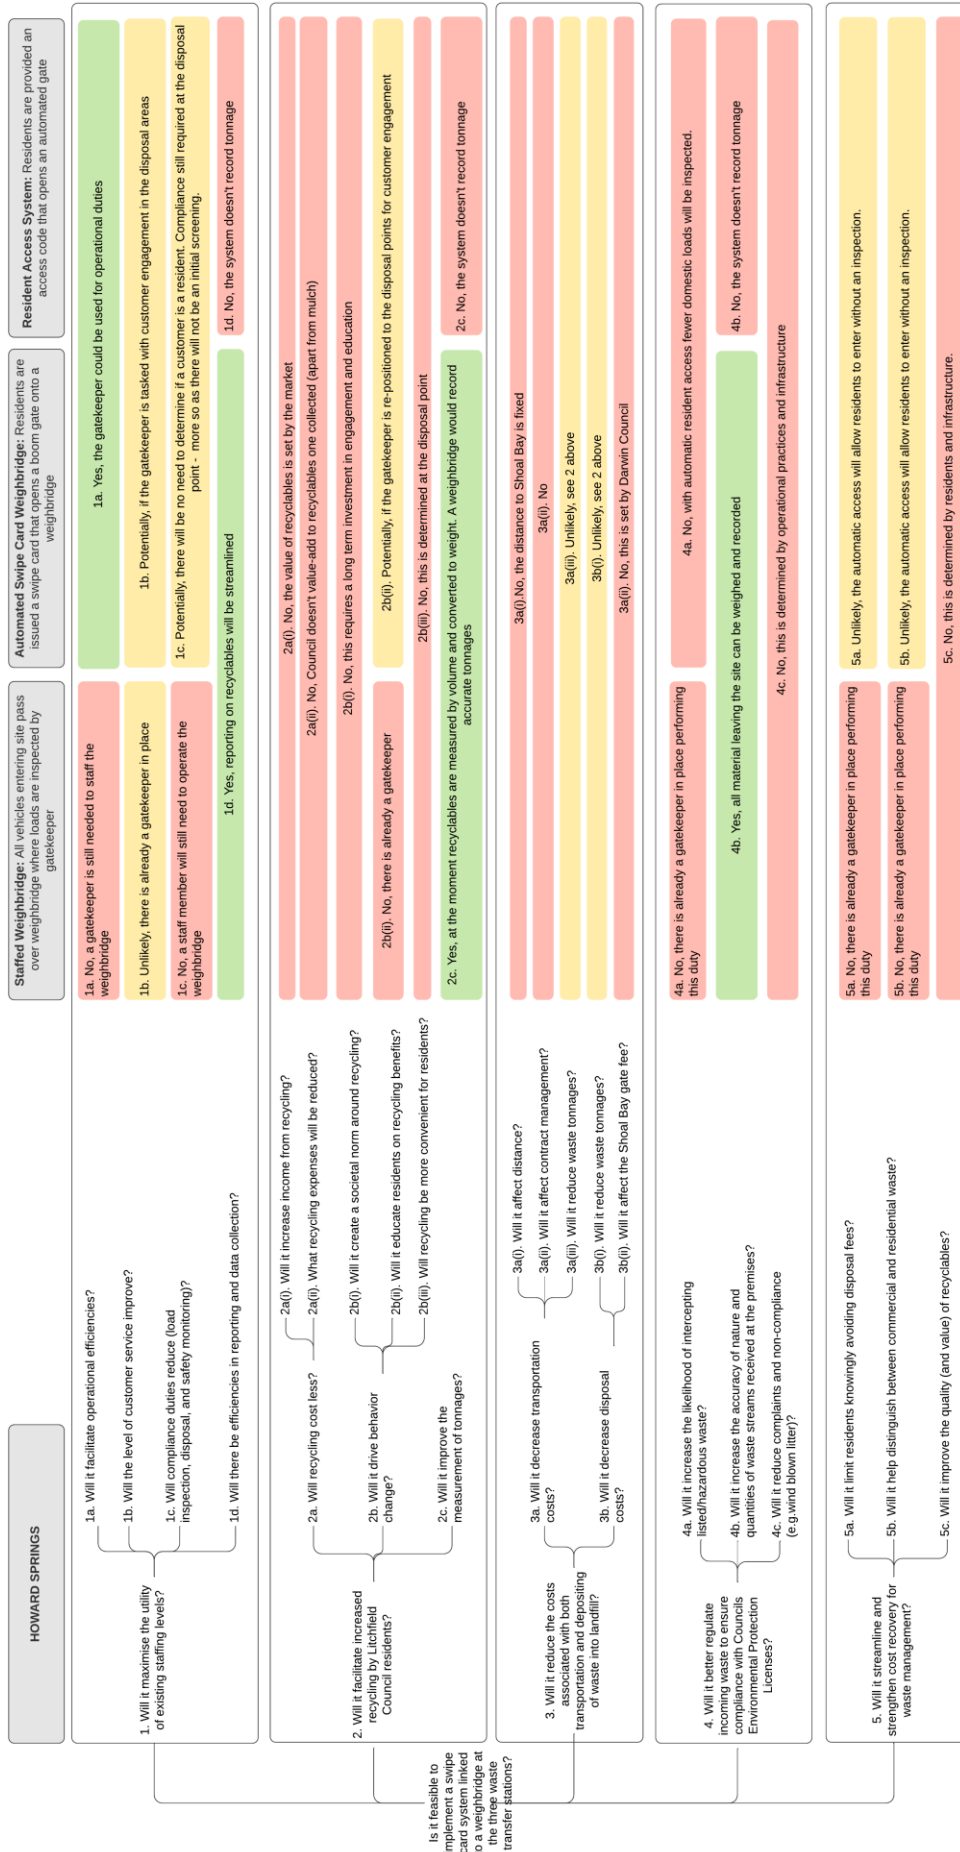 HOWARD SPRINGS
Staffed Weighbridge: All vehicles entering site pass
over weighbridge where loads are inspected by
gatekeeper
Automated Swipe Card Weighbridge: Residents are
issued a swipe card that opens a boom gate onto a
weighbridge
Resident Access System: Residents are provided an
access code that opens an automated gate
Is it feasible to
mplement a swipe
card system linked
o a weighbridge at
the three waste
transfer stations?
1. Will it maximise the utility
of existing staffing levels?
1a. Will it facilitate operational efficiencies?
1b. Will the level of customer service improve?
1c. Will compliance duties reduce (load
inspection, disposal, and safety monitoring)?
1d. Will there be efficiencies in reporting and data collection?
1a. No, a gatekeeper is still needed to staff the
weighbridge
1a. Yes, the gatekeeper could be used for operational duties
1b. Unlikely, there is already a gatekeeper in place
1b. Potentially, if the gatekeeper is tasked with customer engagement in the disposal areas
1c. No, a staff member will still need to operate the
weighbridge
1c. Potentially, there will be no need to determine if a customer is a resident. Compliance still required at the disposal
point - more so as there will not be an initial screening.
1d. Yes, reporting on recyclables will be streamlined
1d. No, the system doesn't record tonnage
2. Will it facilitate increased
recycling by Litchfield
Council residents?
2a. Will recycling cost less?
2b. Will it drive behavior
change?
2c. Will it improve the
measurement of tonnages?
2a(i). Will it increase income from recycling?
2a(ii). What recycling expenses will be reduced?
2b(i). Will it create a societal norm around recycling?
2b(ii). Will it educate residents on recycling benefits?
2b(iii). Will recycling be more convenient for residents?
2a(i). No, the value of recyclables is set by the market
2a(ii). No, Council doesn't value-add to recyclables one collected (apart from mulch)
2b(i). No, this requires a long term investment in engagement and education
2b(ii). No, there is already a gatekeeper
2b(ii). Potentially, if the gatekeeper is re-positioned to the disposal points for customer engagement
2b(iii). No, this is determined at the disposal point
2c. Yes, at the moment recyclables are measured by volume and converted to weight. A weighbridge would record
accurate tonnages
2c. No, the system doesn't record tonnage
3. Will it reduce the costs
associated with both
transportation and depositing
of waste into landfill?
3a. Will it decrease transportation
costs?
3b. Will it decrease disposal
costs?
3a(i). Will it affect distance?
3a(ii). Will it affect contract management?
3a(iii). Will it reduce waste tonnages?
3b(i). Will it reduce waste tonnages?
3b(ii). Will it affect the Shoal Bay gate fee?
3a(i).No, the distance to Shoal Bay is fixed
3a(ii). No
3a(iii). Unlikely, see 2 above
3b(i). Unlikely, see 2 above
3a(ii). No, this is set by Darwin Council
4. Will it better regulate
incoming waste to ensure
compliance with Councils
Environmental Protection
Licenses?
4a. Will it increase the likelihood of intercepting
listed/hazardous waste?
4b. Will it increase the accuracy of nature and
quantities of waste streams received at the premises?
4c. Will it reduce complaints and non-compliance
(e.g.wind blown litter)?
4a. No, there is already a gatekeeper in place performing
this duty
4a. No, with automatic resident access fewer domestic loads will be inspected.
4b. Yes, all material leaving the site can be weighed and recorded
4b. No, the system doesn't record tonnage
4c. No, this is determined by operational practices and infrastructure
5. Will it streamline and
strengthen cost recovery for
waste management?
5a. Will it limit residents knowingly avoiding disposal fees?
5b. Will it help distinguish between commercial and residential waste?
5c. Will it improve the quality (and value) of recyclables?
5a. No, there is already a gatekeeper in place performing
this duty
5a. Unlikely, the automatic access will allow residents to enter without an inspection.
5b. No, there is already a gatekeeper in place performing
this duty
5b. Unlikely, the automatic access will allow residents to enter without an inspection.
5c. No, this is determined by residents and infrastructure.